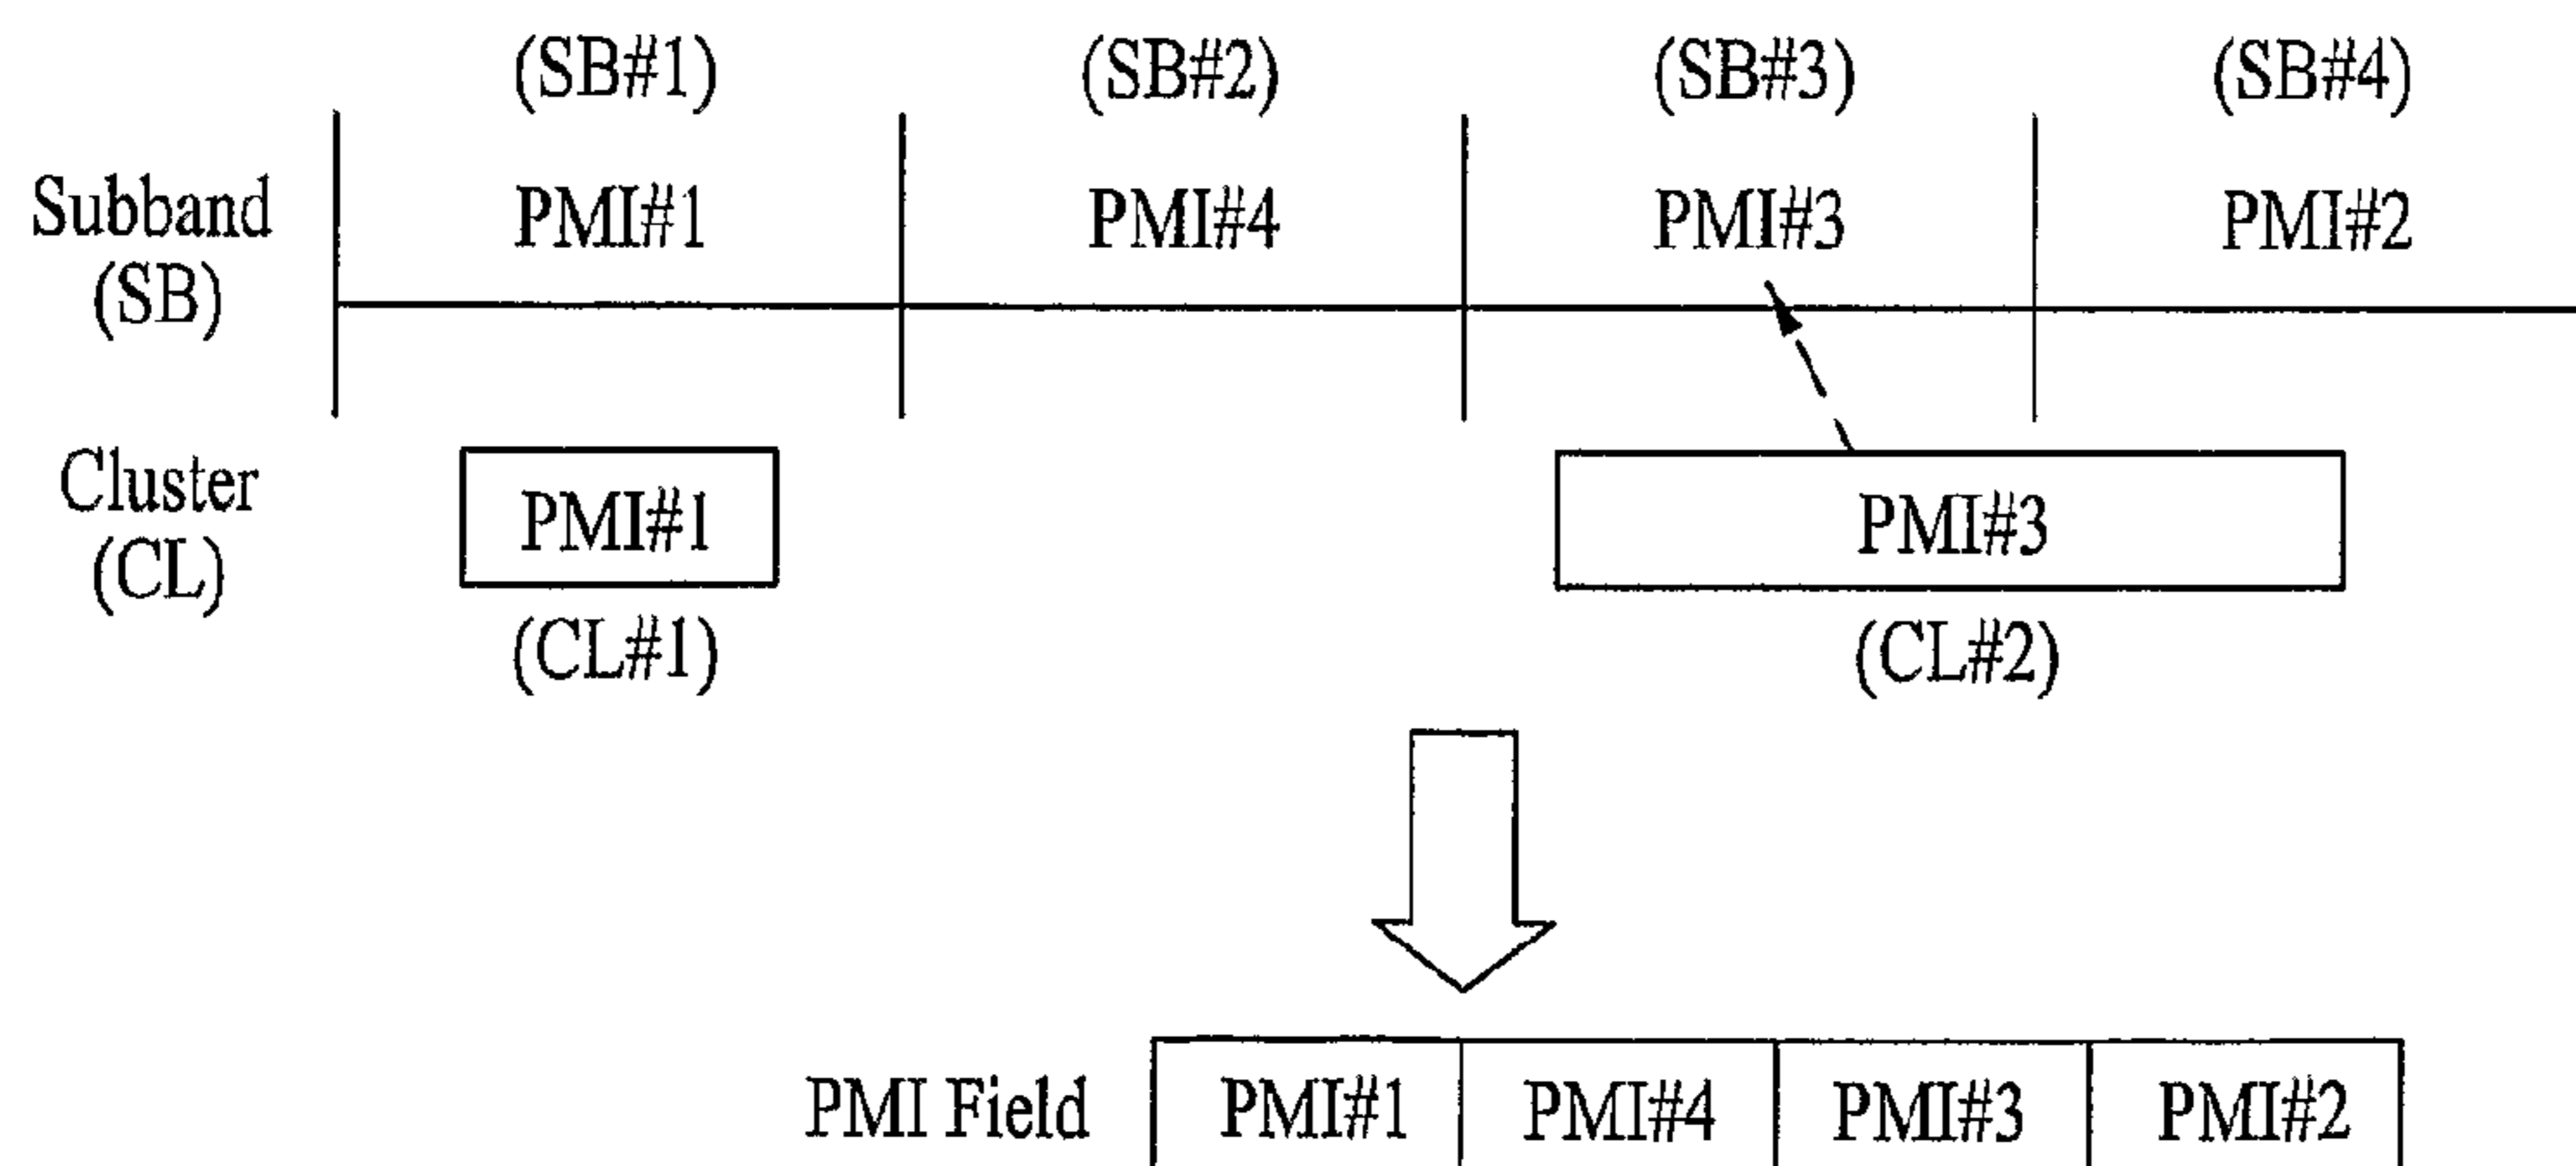 (SB#1) (SB#2) (SB#3) (SB#4)
Subband
(SB)
PMI#1 PMI#4 PMI#3 PMI#2
Cluster
(CL)
PMI#1 PMI#3
(CL#1) (CL#2)
PMI Field PMI#1 PMI#4 PMI#3 PMI#2